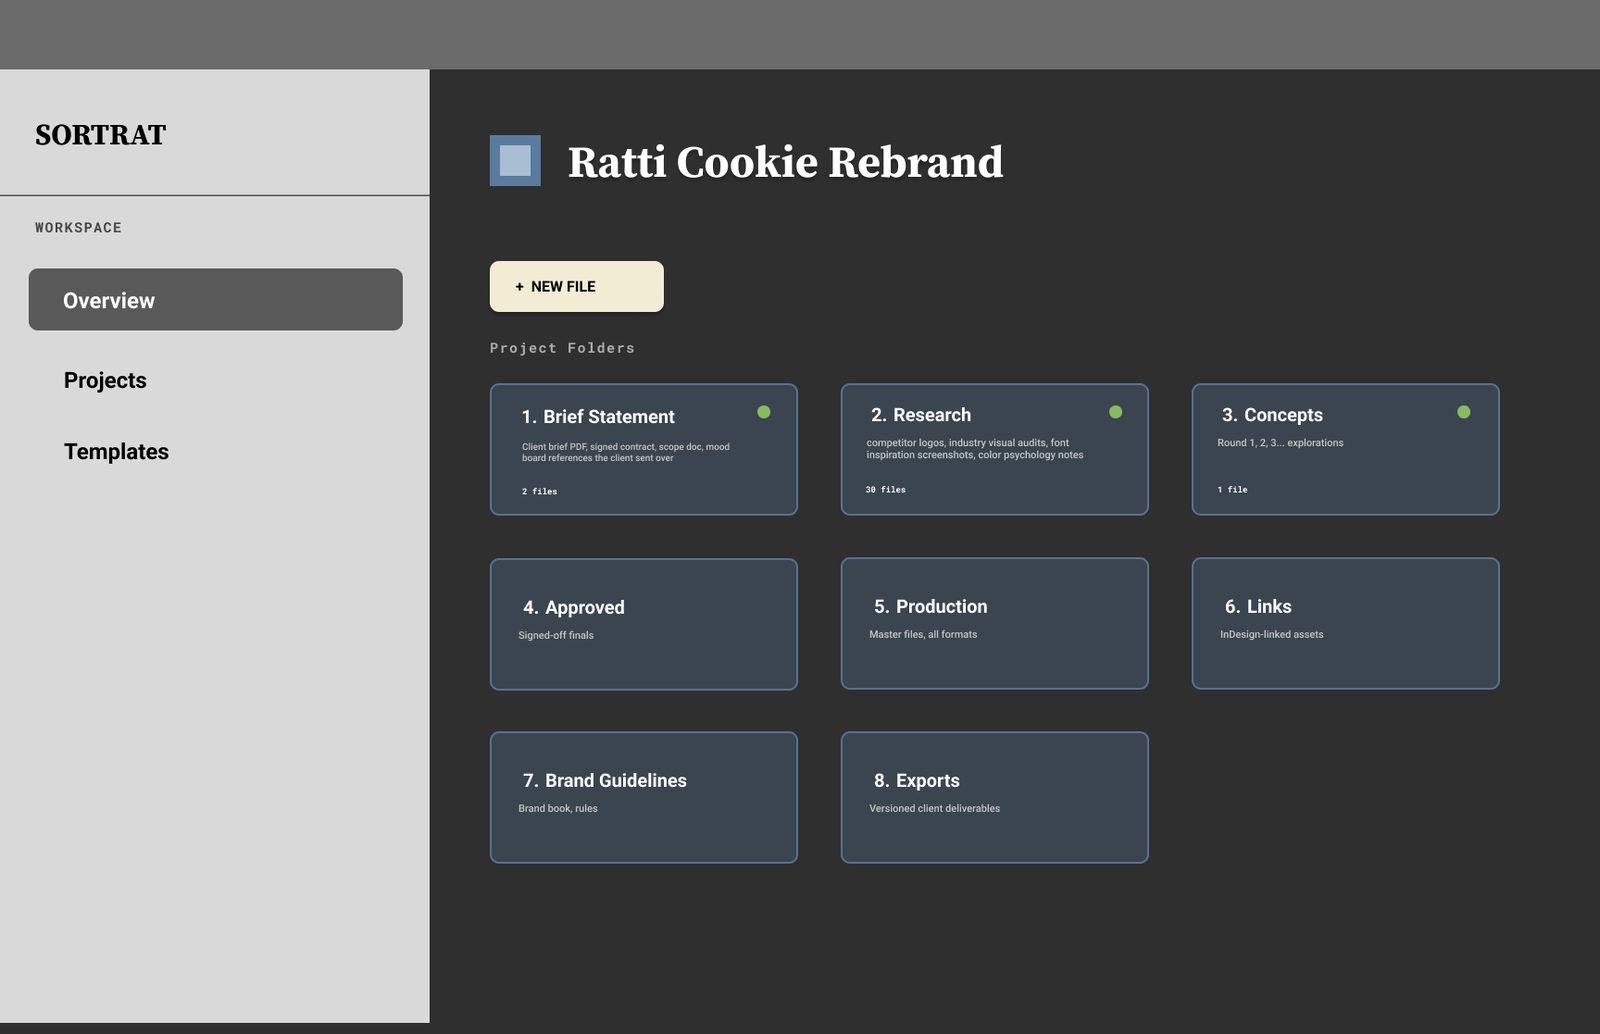 SORTRAT
WORKSPACE
Overview
Projects
Templates
Ratti Cookie Rebrand
+ NEW FILE
Project Folders
1. Brief Statement
Client brief PDF, signed contract, scope doc, mood
board references the client sent over
2 files
2. Research
competitor logos, industry visual audits, font
inspiration screenshots, color psychology notes
30 files
3. Concepts
Round 1, 2, 3... explorations
1 file
4. Approved
Signed-off finals
5. Production
Master files, all formats
6. Links
InDesign-linked assets
7. Brand Guidelines
Brand book, rules
8. Exports
Versioned client deliverables